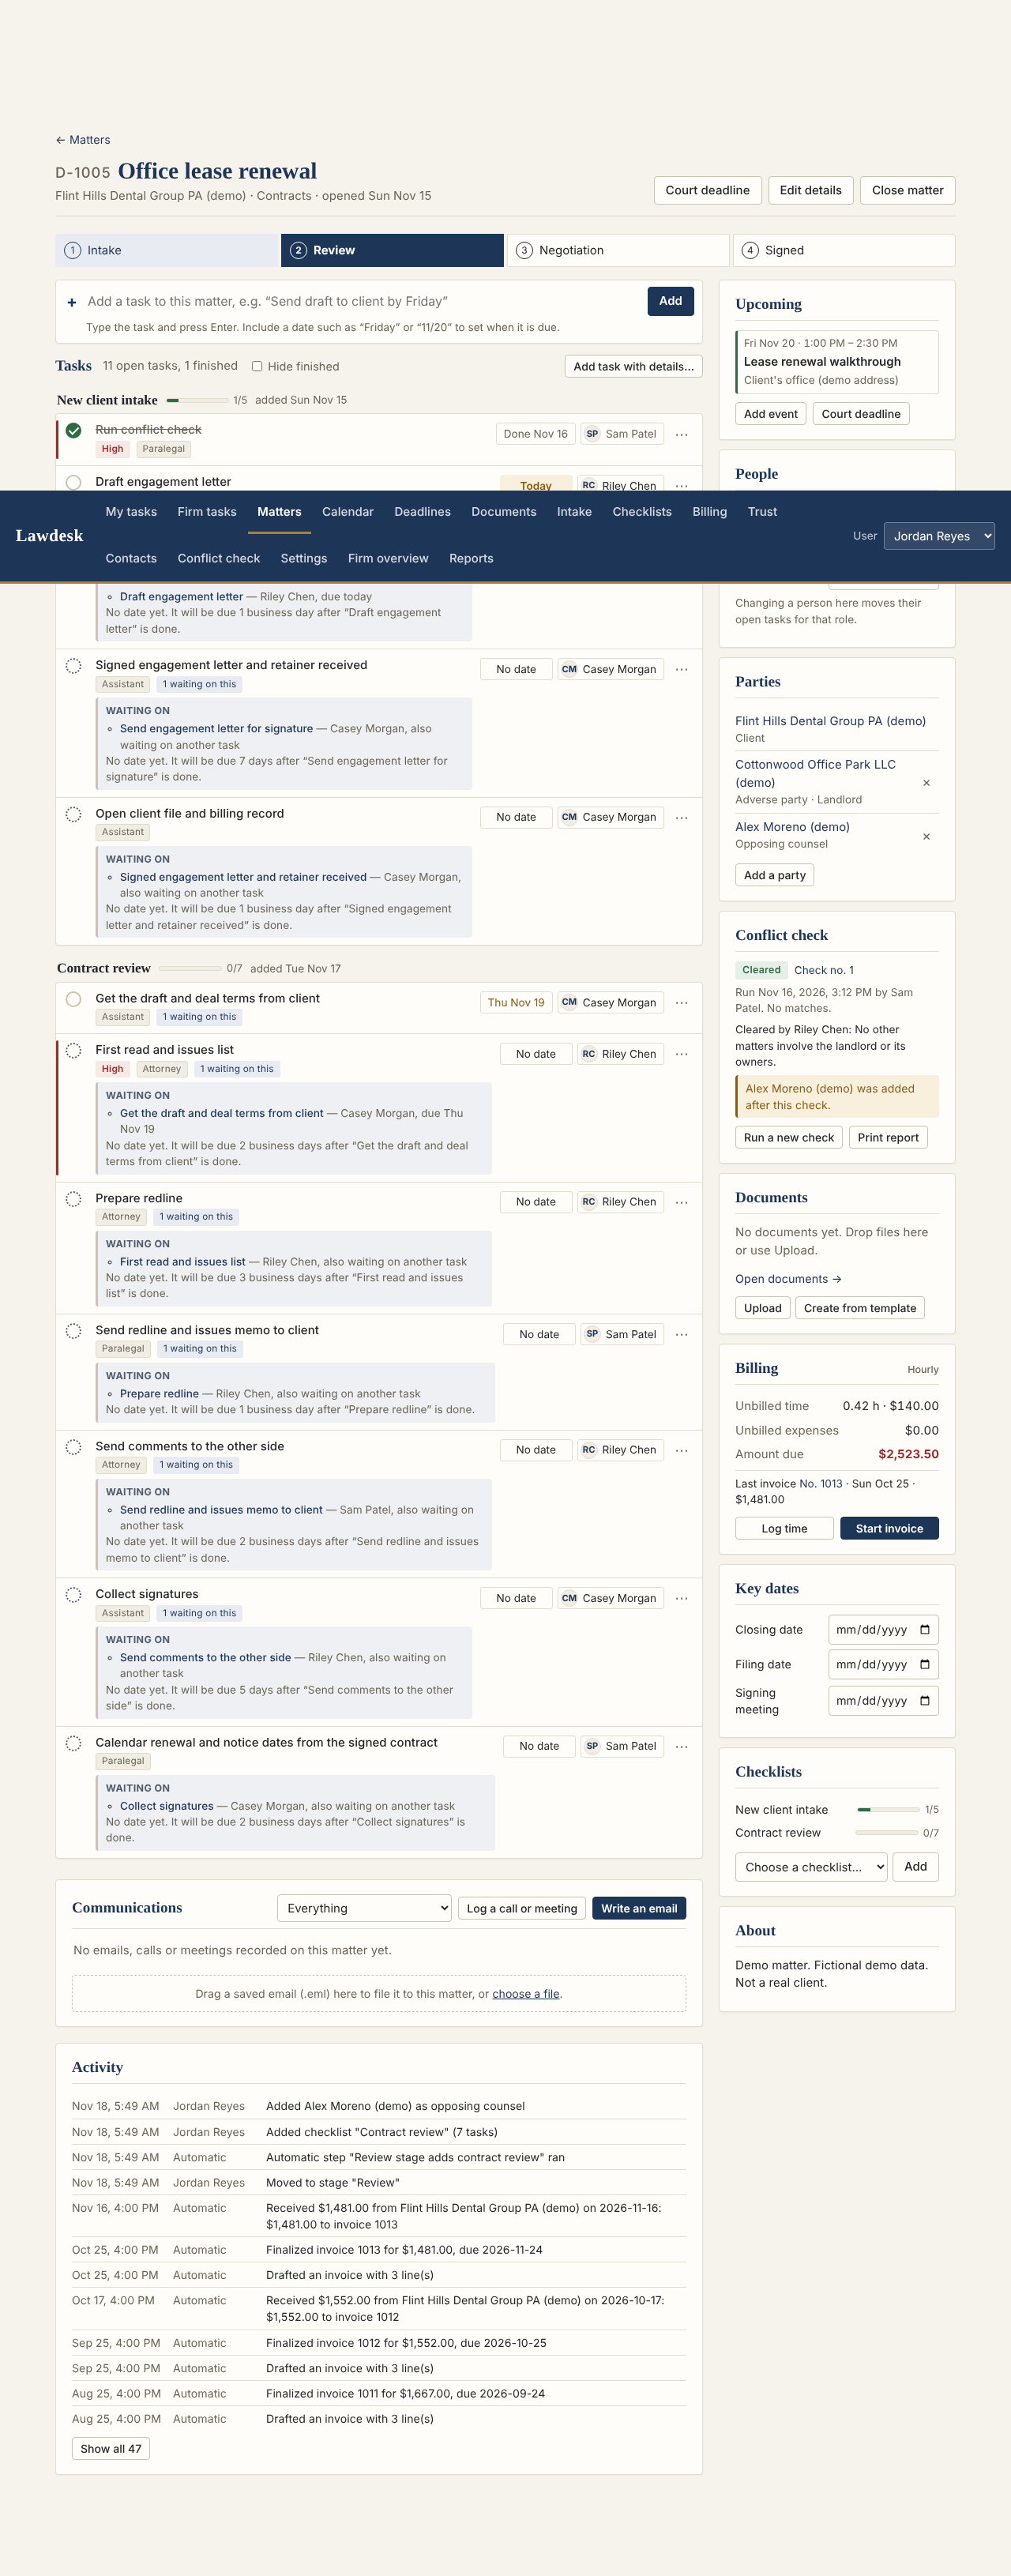 ← Matters
D-1005 Office lease renewal
Flint Hills Dental Group PA (demo) · Contracts · opened Sun Nov 15
Court deadline
Edit details
Close matter
1 Intake
2 Review
3 Negotiation
4 Signed
+ Add a task to this matter, e.g. “Send draft to client by Friday”
Add
Type the task and press Enter. Include a date such as “Friday” or “11/20” to set when it is due.
Tasks 11 open tasks, 1 finished Hide finished
Add task with details…
New client intake 1/5 added Sun Nov 15
Run conflict check
High Paralegal
Done Nov 16 SP Sam Patel ⋯
Draft engagement letter
Today RC Riley Chen ⋯
Lawdesk
My tasks Firm tasks Matters Calendar Deadlines Documents Intake Checklists Billing Trust
Contacts Conflict check Settings Firm overview Reports
User Jordan Reyes
Draft engagement letter — Riley Chen, due today
No date yet. It will be due 1 business day after “Draft engagement
letter” is done.
Signed engagement letter and retainer received
Assistant 1 waiting on this
No date CM Casey Morgan ⋯
WAITING ON
Send engagement letter for signature — Casey Morgan, also
waiting on another task
No date yet. It will be due 7 days after “Send engagement letter for
signature” is done.
Open client file and billing record
Assistant
No date CM Casey Morgan ⋯
WAITING ON
Signed engagement letter and retainer received — Casey Morgan,
also waiting on another task
No date yet. It will be due 1 business day after “Signed engagement
letter and retainer received” is done.
Contract review 0/7 added Tue Nov 17
Get the draft and deal terms from client
Assistant 1 waiting on this
Thu Nov 19 CM Casey Morgan ⋯
First read and issues list
High Attorney 1 waiting on this
No date RC Riley Chen ⋯
WAITING ON
Get the draft and deal terms from client — Casey Morgan, due Thu
Nov 19
No date yet. It will be due 2 business days after “Get the draft and deal
terms from client” is done.
Prepare redline
Attorney 1 waiting on this
No date RC Riley Chen ⋯
WAITING ON
First read and issues list — Riley Chen, also waiting on another task
No date yet. It will be due 3 business days after “First read and issues
list” is done.
Send redline and issues memo to client
Paralegal 1 waiting on this
No date SP Sam Patel ⋯
WAITING ON
Prepare redline — Riley Chen, also waiting on another task
No date yet. It will be due 1 business day after “Prepare redline” is done.
Send comments to the other side
Attorney 1 waiting on this
No date RC Riley Chen ⋯
WAITING ON
Send redline and issues memo to client — Sam Patel, also waiting on
another task
No date yet. It will be due 2 business days after “Send redline and issues
memo to client” is done.
Collect signatures
Assistant 1 waiting on this
No date CM Casey Morgan ⋯
WAITING ON
Send comments to the other side — Riley Chen, also waiting on
another task
No date yet. It will be due 5 days after “Send comments to the other
side” is done.
Calendar renewal and notice dates from the signed contract
Paralegal
No date SP Sam Patel ⋯
WAITING ON
Collect signatures — Casey Morgan, also waiting on another task
No date yet. It will be due 2 business days after “Collect signatures” is
done.
Communications
Everything
Log a call or meeting
Write an email
No emails, calls or meetings recorded on this matter yet.
Drag a saved email (.eml) here to file it to this matter, or choose a file.
Activity
Nov 18, 5:49 AM Jordan Reyes Added Alex Moreno (demo) as opposing counsel
Nov 18, 5:49 AM Jordan Reyes Added checklist "Contract review" (7 tasks)
Nov 18, 5:49 AM Automatic Automatic step "Review stage adds contract review" ran
Nov 18, 5:49 AM Jordan Reyes Moved to stage "Review"
Nov 16, 4:00 PM Automatic Received $1,481.00 from Flint Hills Dental Group PA (demo) on 2026-11-16:
$1,481.00 to invoice 1013
Oct 25, 4:00 PM Automatic Finalized invoice 1013 for $1,481.00, due 2026-11-24
Oct 25, 4:00 PM Automatic Drafted an invoice with 3 line(s)
Oct 17, 4:00 PM Automatic Received $1,552.00 from Flint Hills Dental Group PA (demo) on 2026-10-17:
$1,552.00 to invoice 1012
Sep 25, 4:00 PM Automatic Finalized invoice 1012 for $1,552.00, due 2026-10-25
Sep 25, 4:00 PM Automatic Drafted an invoice with 3 line(s)
Aug 25, 4:00 PM Automatic Finalized invoice 1011 for $1,667.00, due 2026-09-24
Aug 25, 4:00 PM Automatic Drafted an invoice with 3 line(s)
Show all 47
Upcoming
Fri Nov 20 · 1:00 PM – 2:30 PM
Lease renewal walkthrough
Client's office (demo address)
Add event
Court deadline
People
Changing a person here moves their
open tasks for that role.
Parties
Flint Hills Dental Group PA (demo)
Client
Cottonwood Office Park LLC
(demo)
×
Adverse party · Landlord
Alex Moreno (demo)
×
Opposing counsel
Add a party
Conflict check
Cleared Check no. 1
Run Nov 16, 2026, 3:12 PM by Sam
Patel. No matches.
Cleared by Riley Chen: No other
matters involve the landlord or its
owners.
Alex Moreno (demo) was added
after this check.
Run a new check
Print report
Documents
No documents yet. Drop files here
or use Upload.
Open documents →
Upload
Create from template
Billing Hourly
Unbilled time 0.42 h · $140.00
Unbilled expenses $0.00
Amount due $2,523.50
Last invoice No. 1013 · Sun Oct 25 ·
$1,481.00
Log time
Start invoice
Key dates
Closing date mm/dd/yyyy
Filing date mm/dd/yyyy
Signing
meeting
mm/dd/yyyy
Checklists
New client intake 1/5
Contract review 0/7
Choose a checklist…
Add
About
Demo matter. Fictional demo data.
Not a real client.